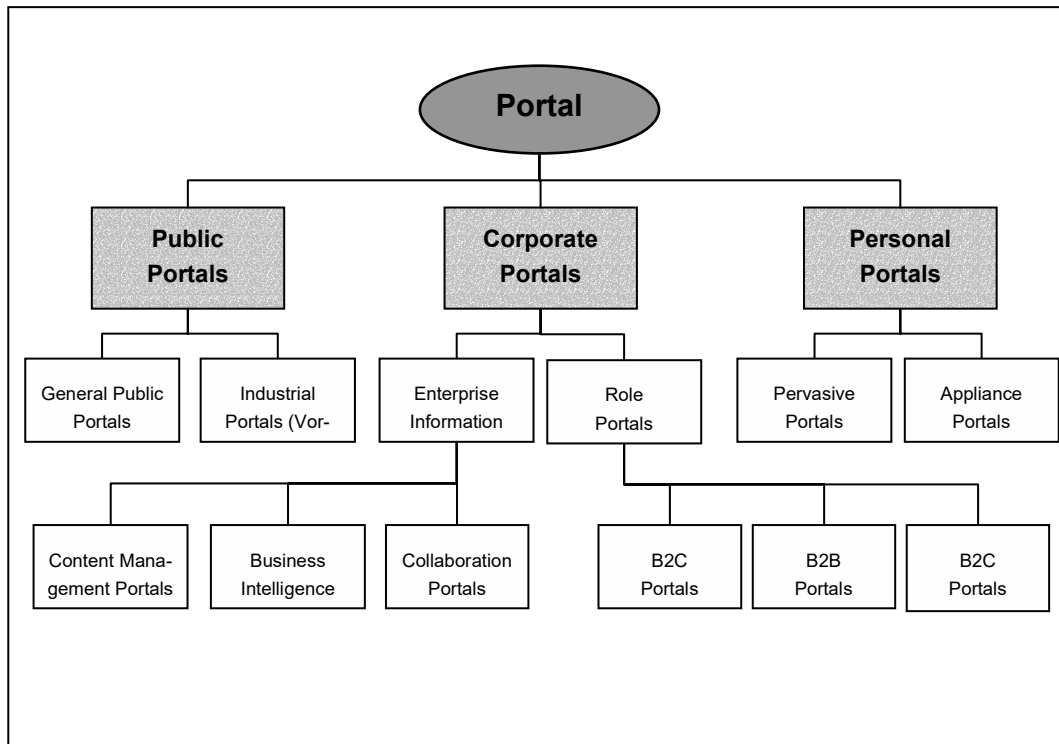 Portal
Public
Portals
Corporate
Portals
Personal
Portals
General Public
Portals
Industrial
Portals (Vor-
Enterprise
Information
Role
Portals
Pervasive
Portals
Appliance
Portals
Content Mana-
gement Portals
Business
Intelligence
Collaboration
Portals
B2C
Portals
B2B
Portals
B2C
Portals